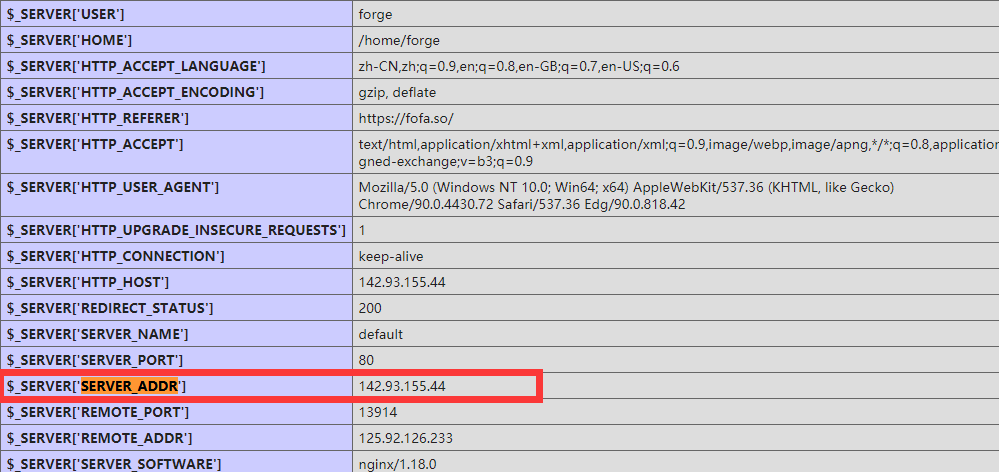 $_SERVER['USER'] forge
$_SERVER['HOME'] /home/forge
$_SERVER['HTTP_ACCEPT_LANGUAGE'] zh-CN,zh;q=0.9,en;q=0.8,en-GB;q=0.7,en-US;q=0.6
$_SERVER['HTTP_ACCEPT_ENCODING'] gzip, deflate
$_SERVER['HTTP_REFERER'] https://fofa.so/
$_SERVER['HTTP_ACCEPT'] text/html,application/xhtml+xml,application/xml;q=0.9,image/webp,image/apng,*/*;q=0.8,application
gned-exchange;v=b3;q=0.9
$_SERVER['HTTP_USER_AGENT'] Mozilla/5.0 (Windows NT 10.0; Win64; x64) AppleWebKit/537.36 (KHTML, like Gecko)
Chrome/90.0.4430.72 Safari/537.36 Edg/90.0.818.42
$_SERVER['HTTP_UPGRADE_INSECURE_REQUESTS'] 1
$_SERVER['HTTP_CONNECTION'] keep-alive
$_SERVER['HTTP_HOST'] 142.93.155.44
$_SERVER['REDIRECT_STATUS'] 200
$_SERVER['SERVER_NAME'] default
$_SERVER['SERVER_PORT'] 80
$_SERVER['SERVER_ADDR'] 142.93.155.44
$_SERVER['REMOTE_PORT'] 13914
$_SERVER['REMOTE_ADDR'] 125.92.126.233
$_SERVER['SERVER_SOFTWARE'] nginx/1.18.0